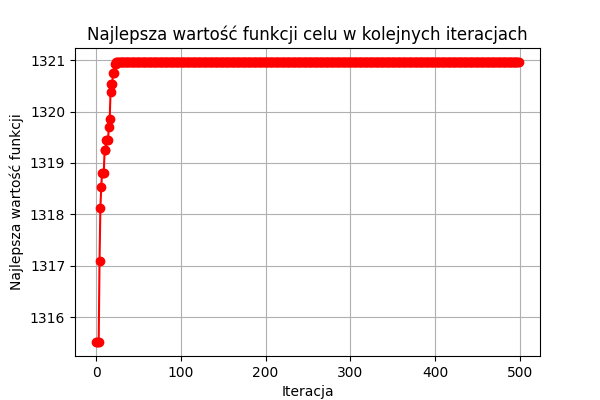 Najlepsza wartość funkcji celu w kolejnych iteracjach
1321
1320
1319
1318
1317
1316
Najlepsza wartość funkcji
0 100 200 300 400 500
Iteracja